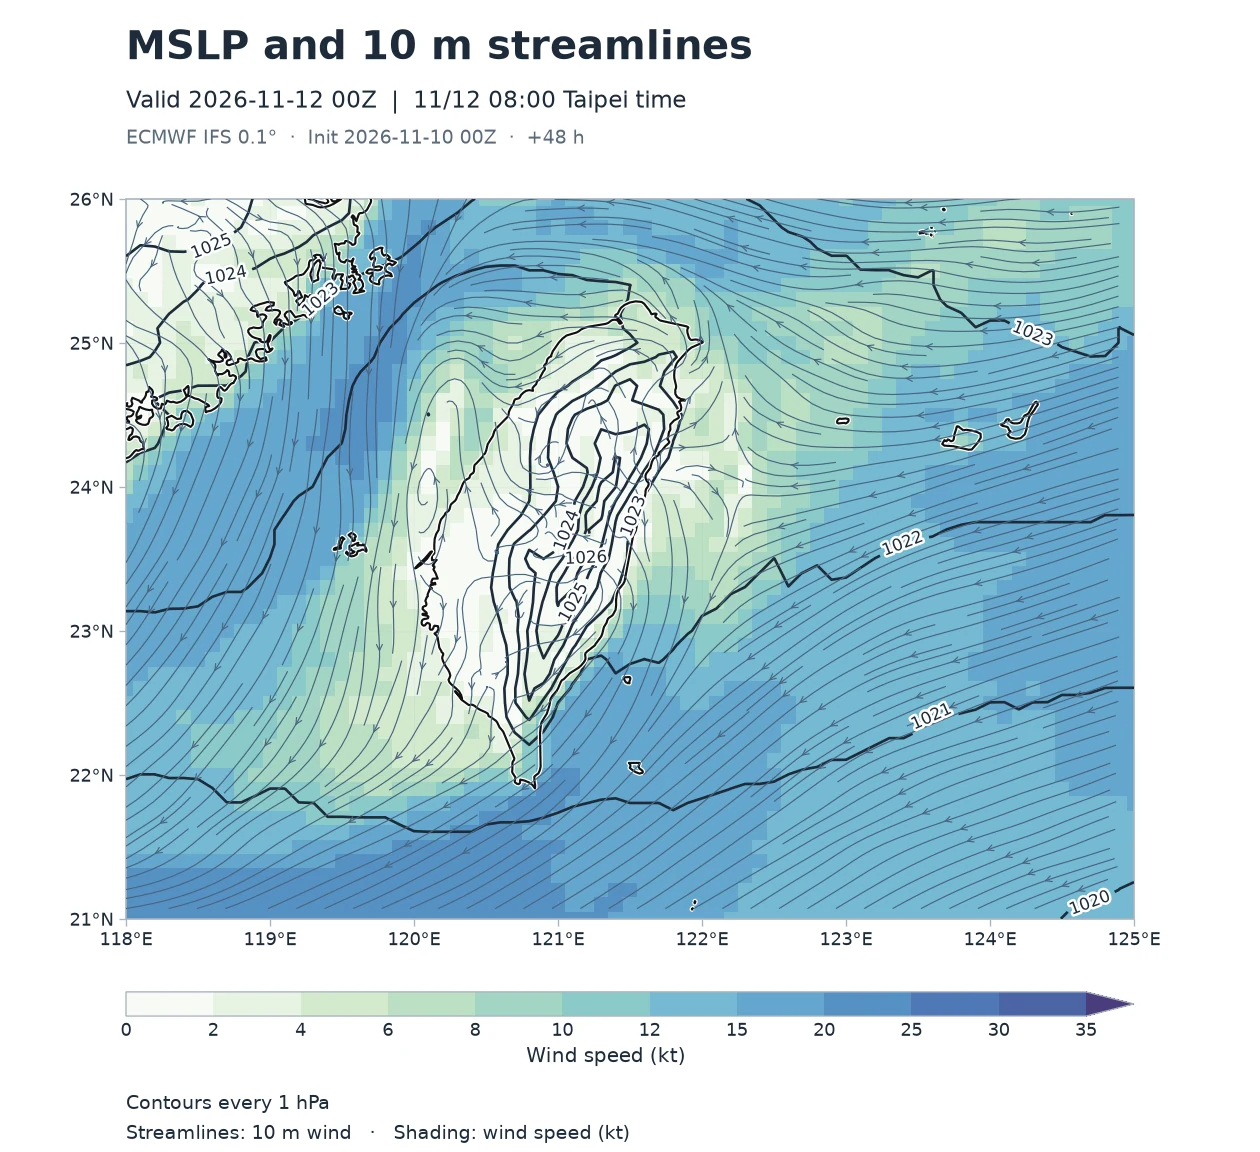 MSLP and 10 m streamlines
Valid 2026-11-12 00Z | 11/12 08:00 Taipei time
ECMWF IFS 0.1° · Init 2026-11-10 00Z · +48 h
26°N
25°N
24°N
23°N
22°N
21°N
1025
1024
1023
1023
1022
1021
1020
1024
1023
1026
1025
118°E 119°E 120°E 121°E 122°E 123°E 124°E 125°E
0 2 4 6 8 10 12 15 20 25 30 35
Wind speed (kt)
Contours every 1 hPa
Streamlines: 10 m wind · Shading: wind speed (kt)